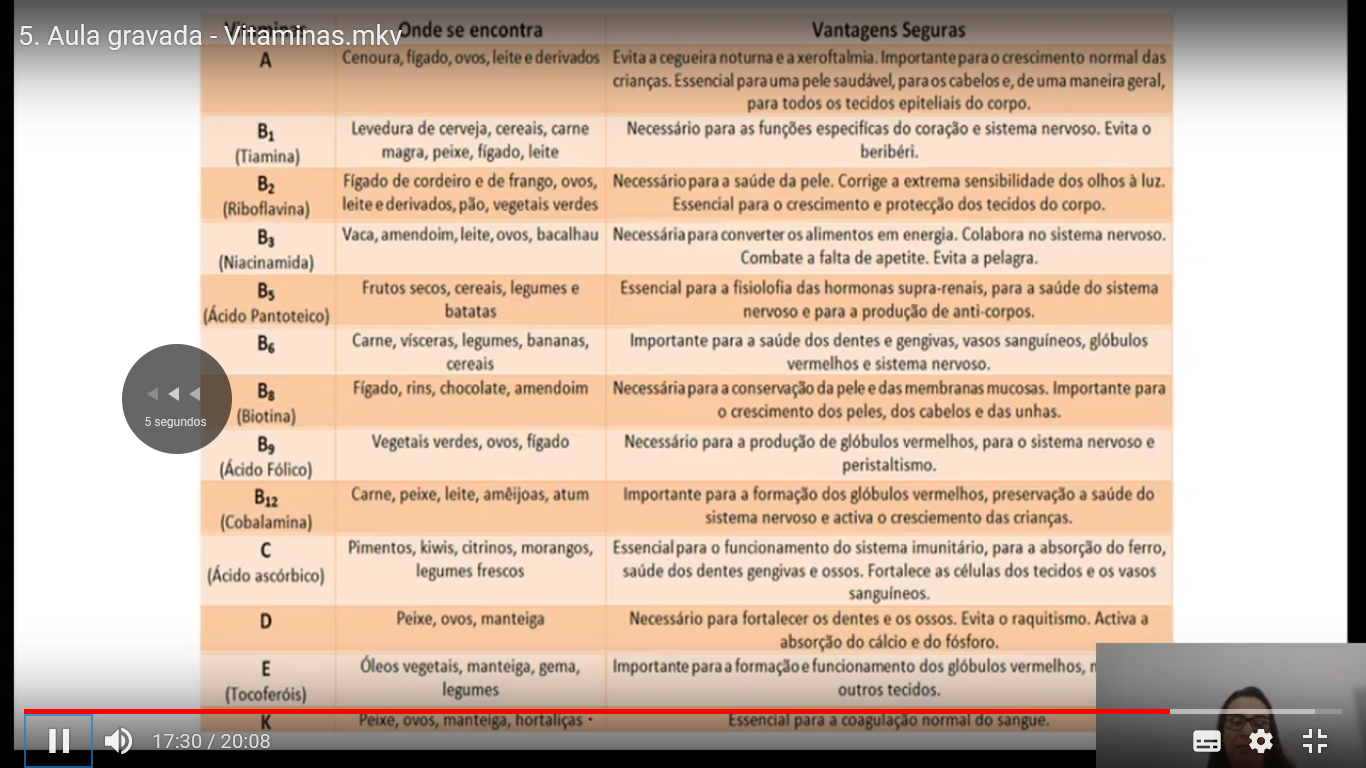 5. Aula gravada - Vitaminas.mkv
Vitaminas Onde se encontra Vantagens Seguras
A Cenoura, fígado, ovos, leite e derivados Evita a cegueira noturna e a xeroftalmia. Importante para o crescimento normal das
crianças. Essencial para uma pele saudável, para os cabelos e, de uma maneira geral,
para todos os tecidos epiteliais do corpo.
B1 Levedura de cerveja, cereais, carne Necessário para as funções especifícas do coração e sistema nervoso. Evita o
(Tiamina) magra, peixe, fígado, leite beribéri.
B2 Fígado de cordeiro e de frango, ovos, Necessário para a saúde da pele. Corrige a extrema sensibilidade dos olhos à luz.
(Riboflavina) leite e derivados, pão, vegetais verdes Essencial para o crescimento e protecção dos tecidos do corpo.
B3 Vaca, amendoim, leite, ovos, bacalhau Necessária para converter os alimentos em energia. Colabora no sistema nervoso.
(Niacinamida) Combate a falta de apetite. Evita a pelagra.
B5 Frutos secos, cereais, legumes e Essencial para a fisiolofia das hormonas supra-renais, para a saúde do sistema
(Ácido Pantoteico) batatas nervoso e para a produção de anti-corpos.
B6 Carne, vísceras, legumes, bananas, Importante para a saúde dos dentes e gengivas, vasos sanguíneos, glóbulos
cereais vermelhos e sistema nervoso.
B8 Fígado, rins, chocolate, amendoim Necessária para a conservação da pele e das membranas mucosas. Importante para
(Biotina) o crescimento dos peles, dos cabelos e das unhas.
5 segundos
B9 Vegetais verdes, ovos, fígado Necessário para a produção de glóbulos vermelhos, para o sistema nervoso e
(Ácido Fólico) peristaltismo.
B12 Carne, peixe, leite, amêijoas, atum Importante para a formação dos glóbulos vermelhos, preservação a saúde do
(Cobalamina) sistema nervoso e activa o cresciemento das crianças.
C Pimentos, kiwis, citrinos, morangos, Essencial para o funcionamento do sistema imunitário, para a absorção do ferro,
(Ácido ascórbico) legumes frescos saúde dos dentes gengivas e ossos. Fortalece as células dos tecidos e os vasos
sanguíneos.
D Peixe, ovos, manteiga Necessário para fortalecer os dentes e os ossos. Evita o raquitismo. Activa a
absorção do cálcio e do fósforo.
E Óleos vegetais, manteiga, gema, Importante para a formação e funcionamento dos glóbulos vermelhos,
(Tocoferóis) legumes outros tecidos.
K Peixe, ovos, manteiga, hortaliças Essencial para a coagulação normal do sangue.
17:30 / 20:08